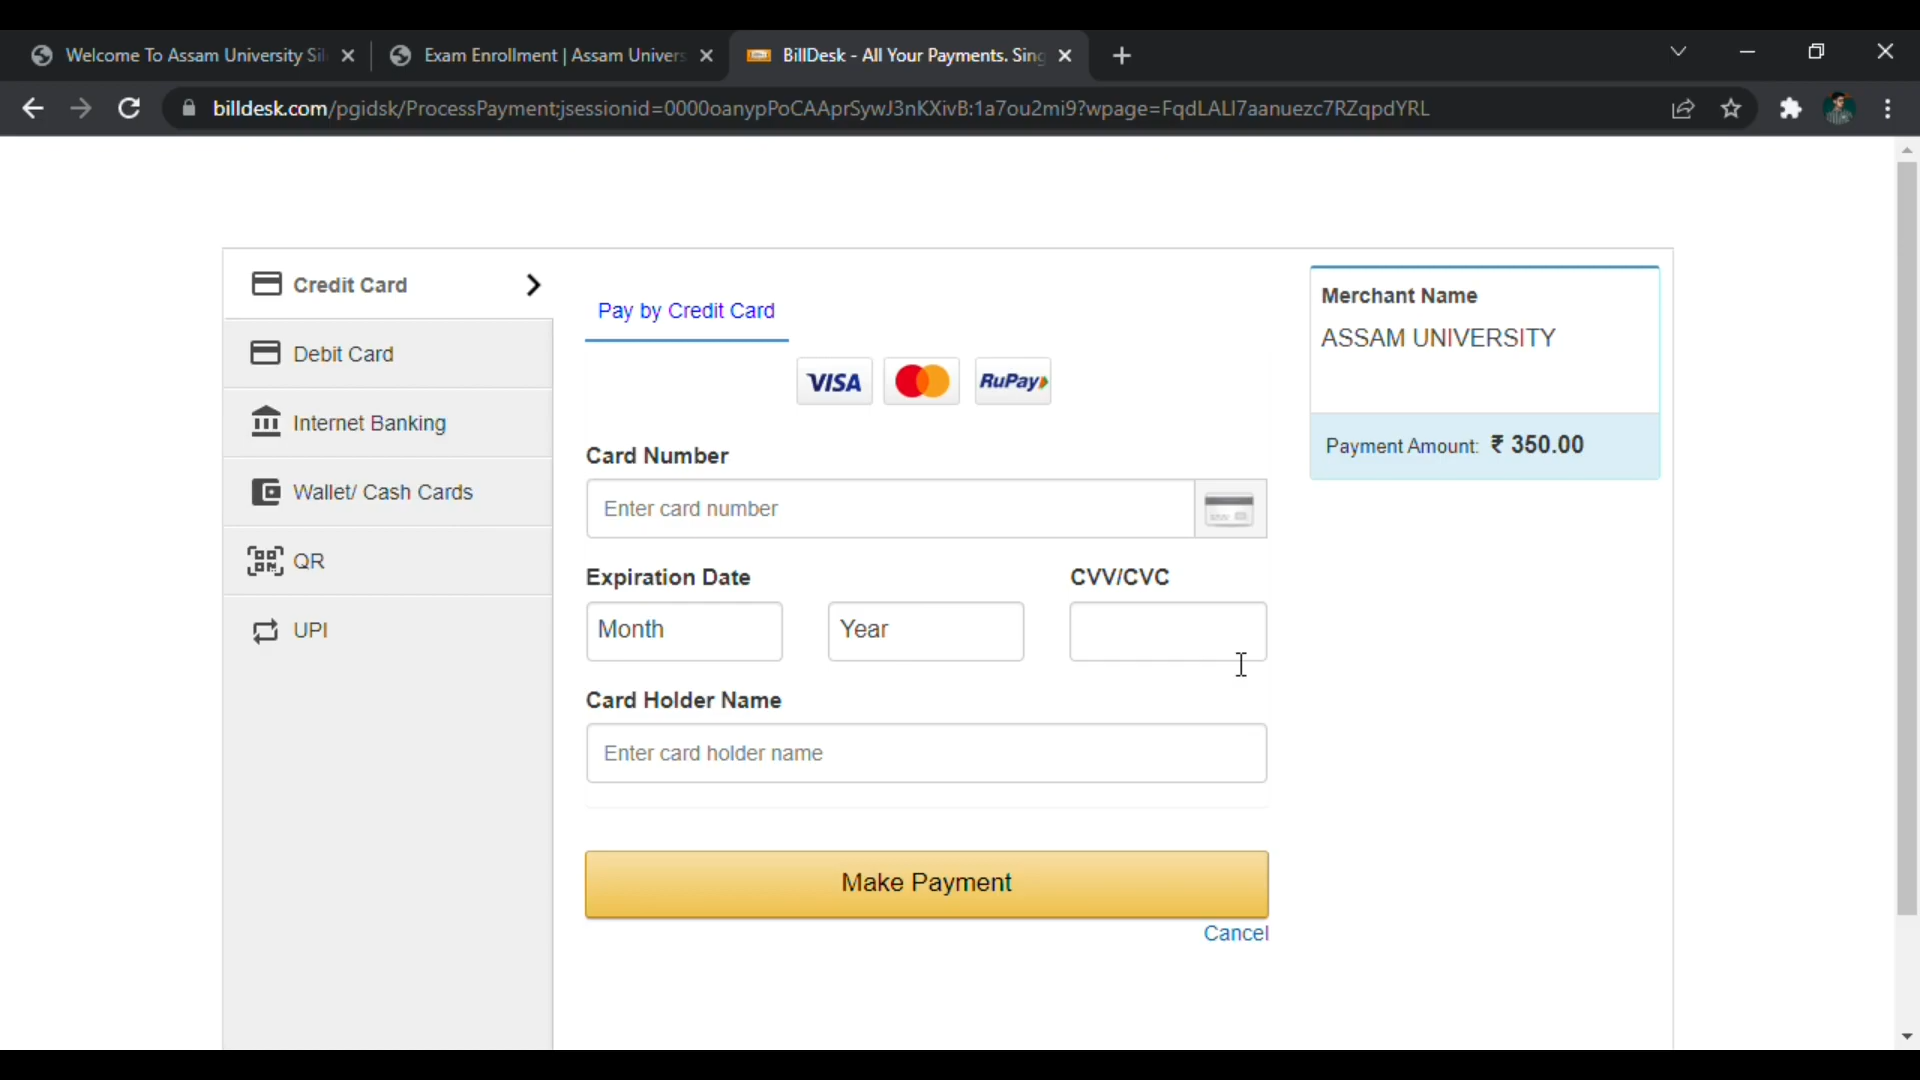 Welcome To Assam University Sil
Exam Enrollment | Assam Univers
BillDesk - All Your Payments. Sing
billdesk.com/pgidsk/ProcessPayment;jsessionid=0000oanypPoCAAprSywJ3nKXivB:1a7ou2mi9?wpage=FqdLALI7aanuezc7RZqpdYRL
Credit Card
Debit Card
Internet Banking
Wallet/ Cash Cards
QR
UPI
Pay by Credit Card
VISA
RuPay
Card Number
Enter card number
Expiration Date
CVV/CVC
Month
Year
Card Holder Name
Enter card holder name
Make Payment
Cancel
Merchant Name
ASSAM UNIVERSITY
Payment Amount: ₹ 350.00